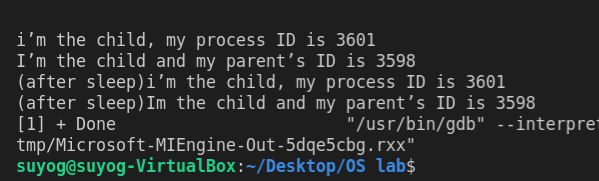 i’m the child, my process ID is 3601
I’m the child and my parent’s ID is 3598
(after sleep)i’m the child, my process ID is 3601
(after sleep)Im the child and my parent’s ID is 3598
[1] + Done                       "/usr/bin/gdb" --interpret
tmp/Microsoft-MIEngine-Out-5dqe5cbg.rxx"
suyog@suyog-VirtualBox:~/Desktop/OS lab$